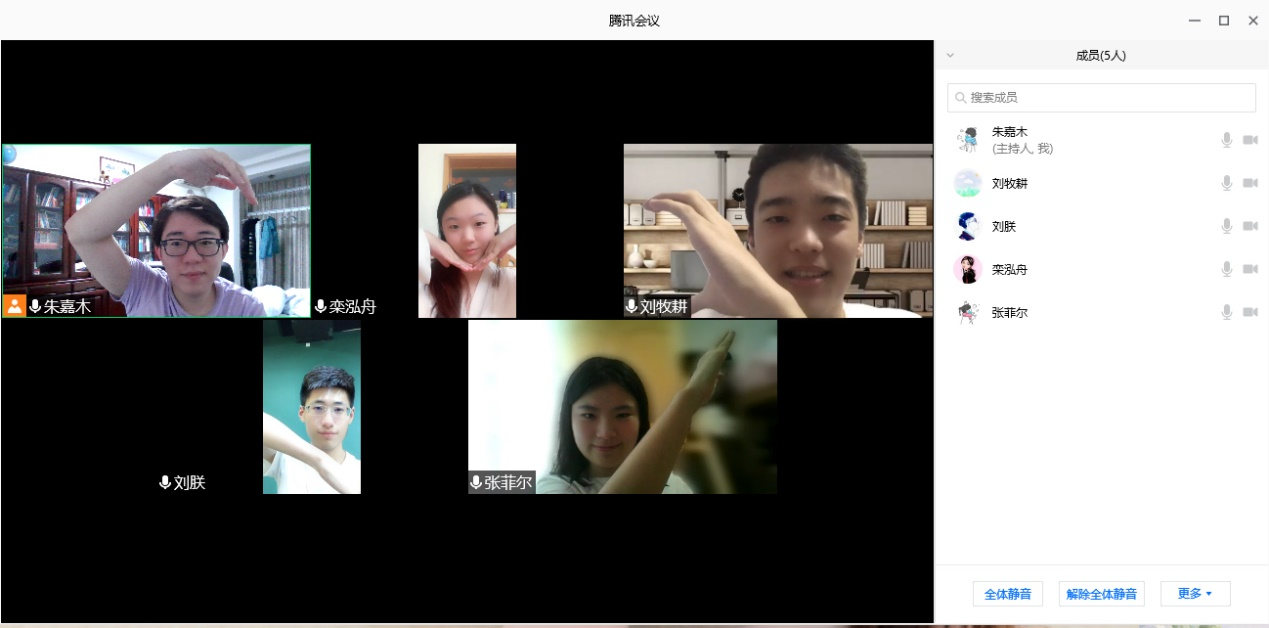 腾讯会议
成员(5人)
搜索成员
朱嘉木
(主持人, 我)
刘牧耕
刘朕
栾泓舟
张菲尔
朱嘉木
栾泓舟
刘牧耕
刘朕
张菲尔
全体静音
解除全体静音
更多